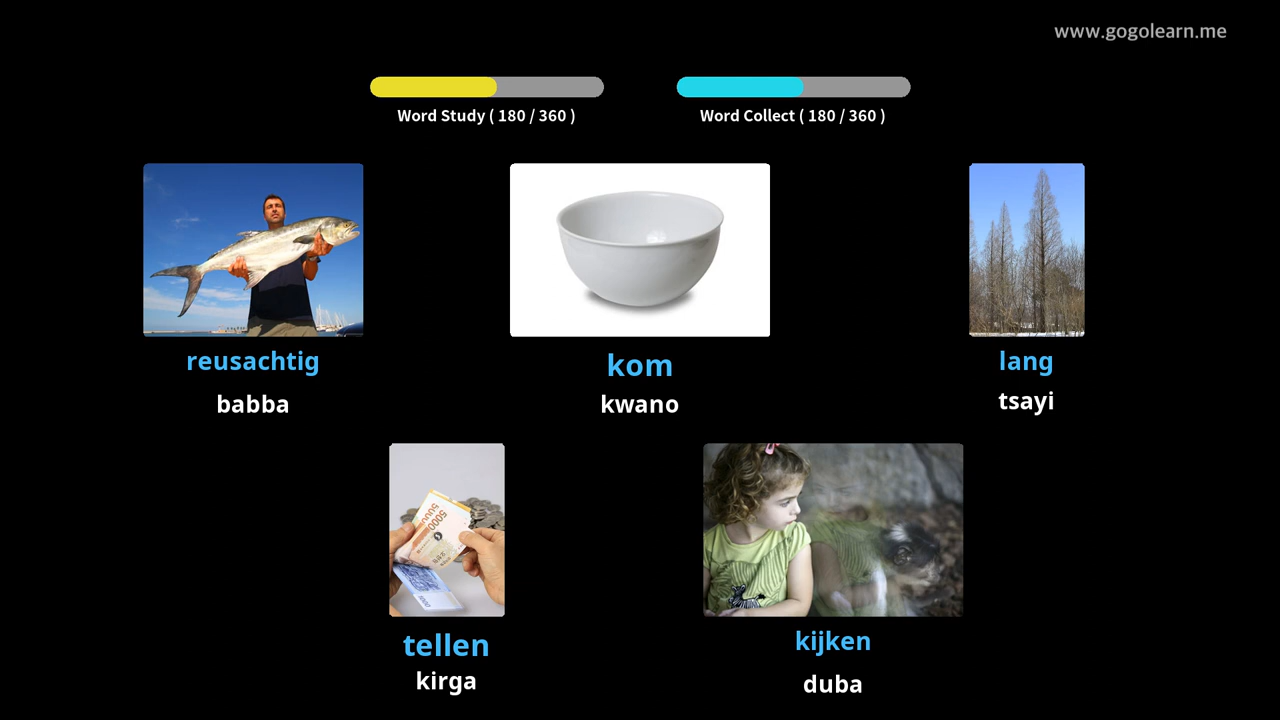 www.gogolearn.me
Word Study ( 180 / 360 )
Word Collect ( 180 / 360 )
reusachtig
babba
kom
kwano
lang
tsayi
5000
tellen
kirga
kijken
duba